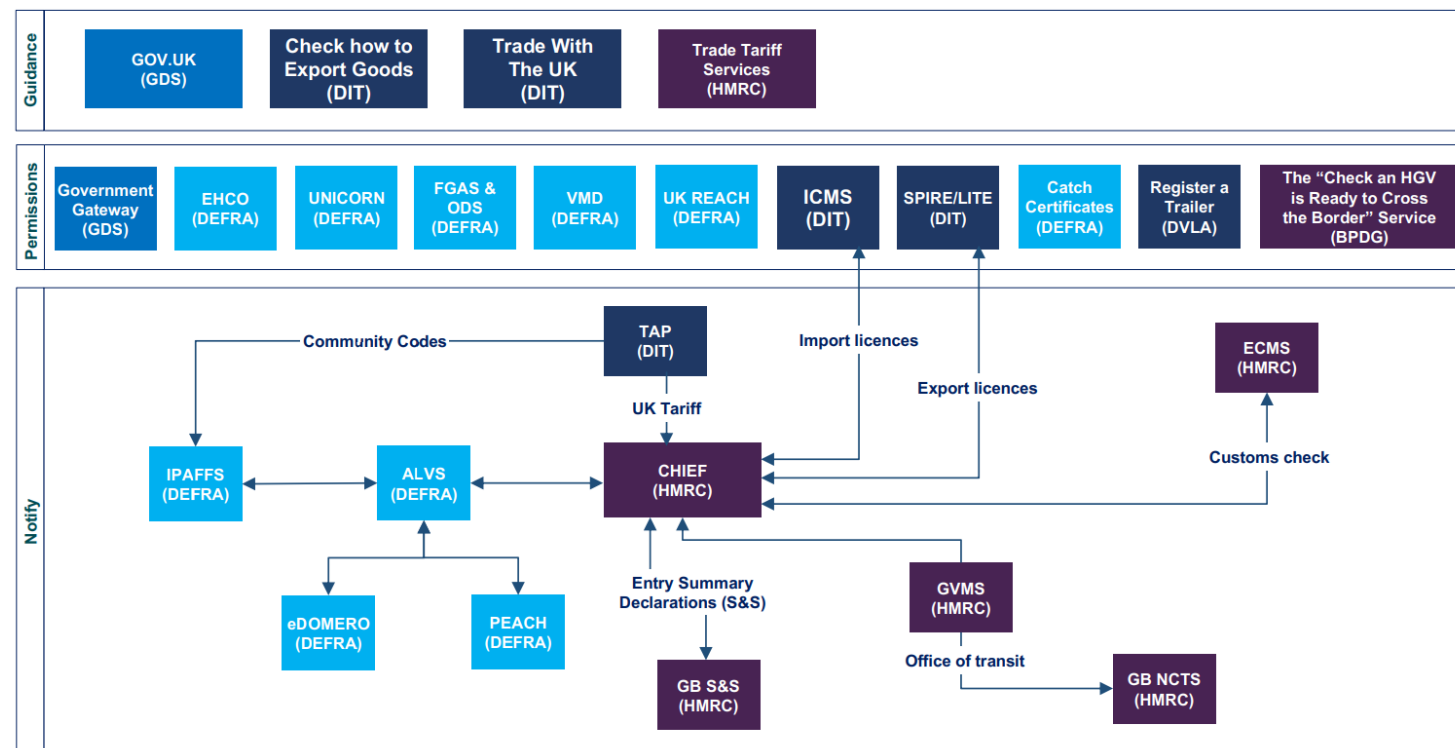 Guidance
GOV.UK
(GDS)
Check how to
Export Goods
(DIT)
Trade With
The UK
(DIT)
Trade Tariff
Services
(HMRC)
Permissions
Government
Gateway
(GDS)
EHCO
(DEFRA)
UNICORN
(DEFRA)
FGAS &
ODS
(DEFRA)
VMD
(DEFRA)
UK REACH
(DEFRA)
ICMS
(DIT)
SPIRE/LITE
(DIT)
Catch
Certificates
(DEFRA)
Register a
Trailer
(DVLA)
The “Check an HGV
is Ready to Cross
the Border” Service
(BPDG)
Notify
TAP
(DIT)
Community Codes
Import licences
ECMS
(HMRC)
Export licences
UK Tariff
IPAFFS
(DEFRA)
ALVS
(DEFRA)
CHIEF
(HMRC)
Customs check
Entry Summary
Declarations (S&S)
GVMS
(HMRC)
eDOMERO
(DEFRA)
PEACH
(DEFRA)
Office of transit
GB S&S
(HMRC)
GB NCTS
(HMRC)